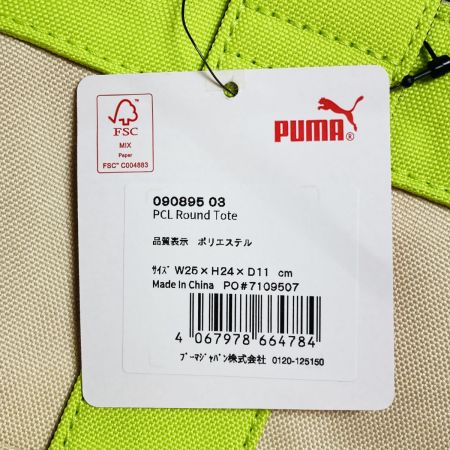 PUMA®
FSC
MIX
Paper
FSC™ C004883
090895 03
PCL Round Tote
品質表示 ポリエステル
ｻｲｽﾞ W25×H24×D11 cm
Made In China PO#7109507
4 067978 664784
ﾌﾟｰﾏｼﾞｬﾊﾟﾝ株式会社 0120-125150